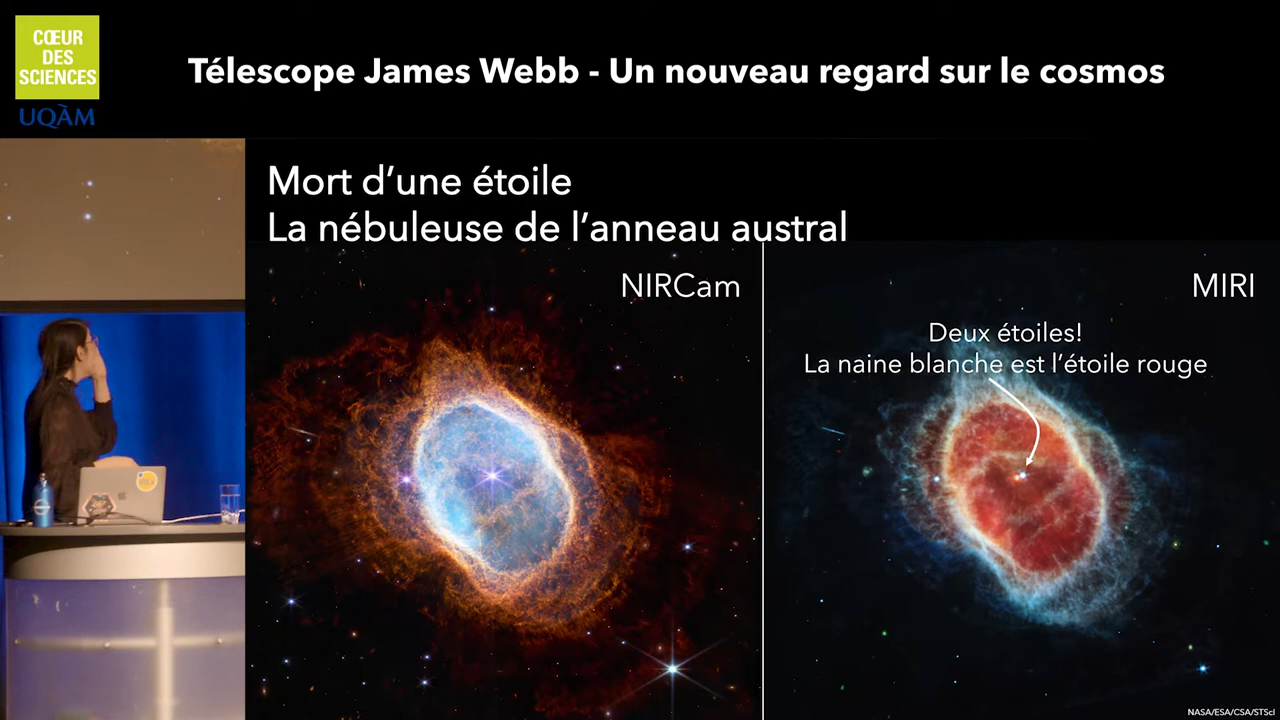 CŒUR
DES
SCIENCES
UQÀM
Télescope James Webb - Un nouveau regard sur le cosmos
Mort d'une étoile
La nébuleuse de l'anneau austral
NIRCam
MIRI
Deux étoiles!
La naine blanche est l'étoile rouge
NASA/ESA/CSA/STScI